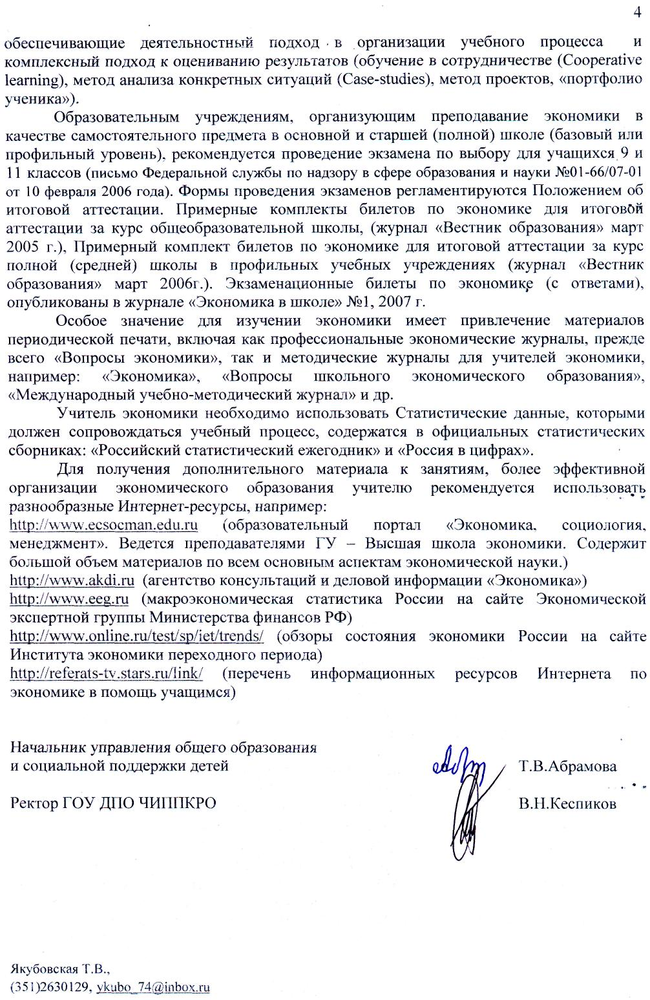 4
обеспечивающие деятельностный подход в организации учебного процесса и
комплексный подход к оцениванию результатов (обучение в сотрудничестве (Cooperative
learning), метод анализа конкретных ситуаций (Case-studies), метод проектов, «портфолио
ученика»).
Образовательным учреждениям, организующим преподавание экономики в
качестве самостоятельного предмета в основной и старшей (полной) школе (базовый или
профильный уровень), рекомендуется проведение экзамена по выбору для учащихся 9 и
11 классов (письмо Федеральной службы по надзору в сфере образования и науки №01-66/07-01
от 10 февраля 2006 года). Формы проведения экзаменов регламентируются Положением об
итоговой аттестации. Примерные комплекты билетов по экономике для итоговой
аттестации за курс общеобразовательной школы, (журнал «Вестник образования» март
2005 г.), Примерный комплект билетов по экономике для итоговой аттестации за курс
полной (средней) школы в профильных учебных учреждениях (журнал «Вестник
образования» март 2006г.). Экзаменационные билеты по экономике (с ответами),
опубликованы в журнале «Экономика в школе» №1, 2007 г.
Особое значение для изучении экономики имеет привлечение материалов
периодической печати, включая как профессиональные экономические журналы, прежде
всего «Вопросы экономики», так и методические журналы для учителей экономики,
например: «Экономика», «Вопросы школьного экономического образования»,
«Международный учебно-методический журнал» и др.
Учитель экономики необходимо использовать Статистические данные, которыми
должен сопровождаться учебный процесс, содержатся в официальных статистических
сборниках: «Российский статистический ежегодник» и «Россия в цифрах».
Для получения дополнительного материала к занятиям, более эффективной
организации экономического образования учителю рекомендуется использовать
разнообразные Интернет-ресурсы, например:
http://www.ecsocman.edu.ru (образовательный портал «Экономика, социология,
менеджмент». Ведется преподавателями ГУ – Высшая школа экономики. Содержит
большой объем материалов по всем основным аспектам экономической науки.)
http://www.akdi.ru (агентство консультаций и деловой информации «Экономика»)
http://www.eeg.ru (макроэкономическая статистика России на сайте Экономической
экспертной группы Министерства финансов РФ)
http://www.online.ru/test/sp/iet/trends/ (обзоры состояния экономики России на сайте
Института экономики переходного периода)
http://referats-tv.stars.ru/link/ (перечень информационных ресурсов Интернета по
экономике в помощь учащимся)
Начальник управления общего образования
и социальной поддержки детей Т.В.Абрамова
Ректор ГОУ ДПО ЧИППКРО В.Н.Кеспиков
Якубовская Т.В.,
(351)2630129, ykubo_74@inbox.ru